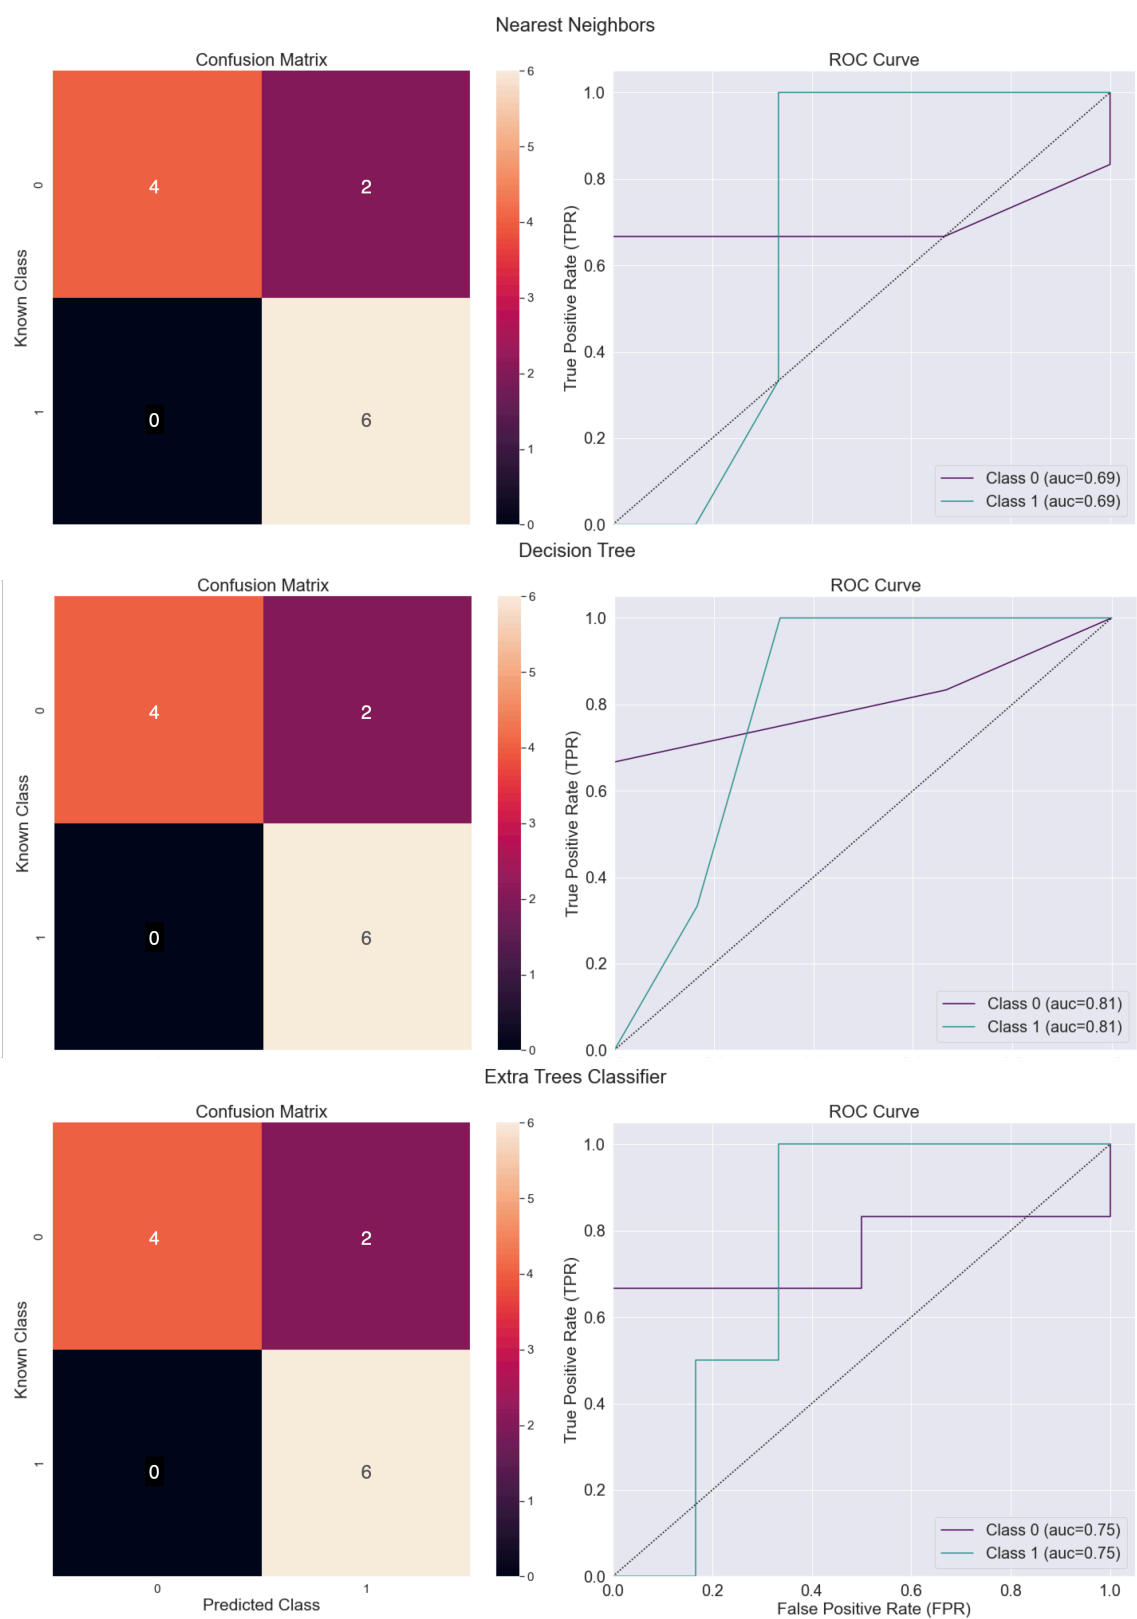 Nearest Neighbors
Confusion Matrix
0
1
Known Class
4
2
0
6
6
5
4
3
2
1
0
ROC Curve
True Positive Rate (TPR)
1.0
0.8
0.6
0.4
0.2
0.0
Class 0 (auc=0.69)
Class 1 (auc=0.69)
Decision Tree
Confusion Matrix
0
1
Known Class
4
2
0
6
6
5
4
3
2
1
0
ROC Curve
True Positive Rate (TPR)
1.0
0.8
0.6
0.4
0.2
0.0
Class 0 (auc=0.81)
Class 1 (auc=0.81)
Extra Trees Classifier
Confusion Matrix
0
1
Known Class
4
2
0
6
0
1
Predicted Class
6
5
4
3
2
1
0
ROC Curve
True Positive Rate (TPR)
1.0
0.8
0.6
0.4
0.2
0.0
Class 0 (auc=0.75)
Class 1 (auc=0.75)
0.0 0.2 0.4 0.6 0.8 1.0
False Positive Rate (FPR)